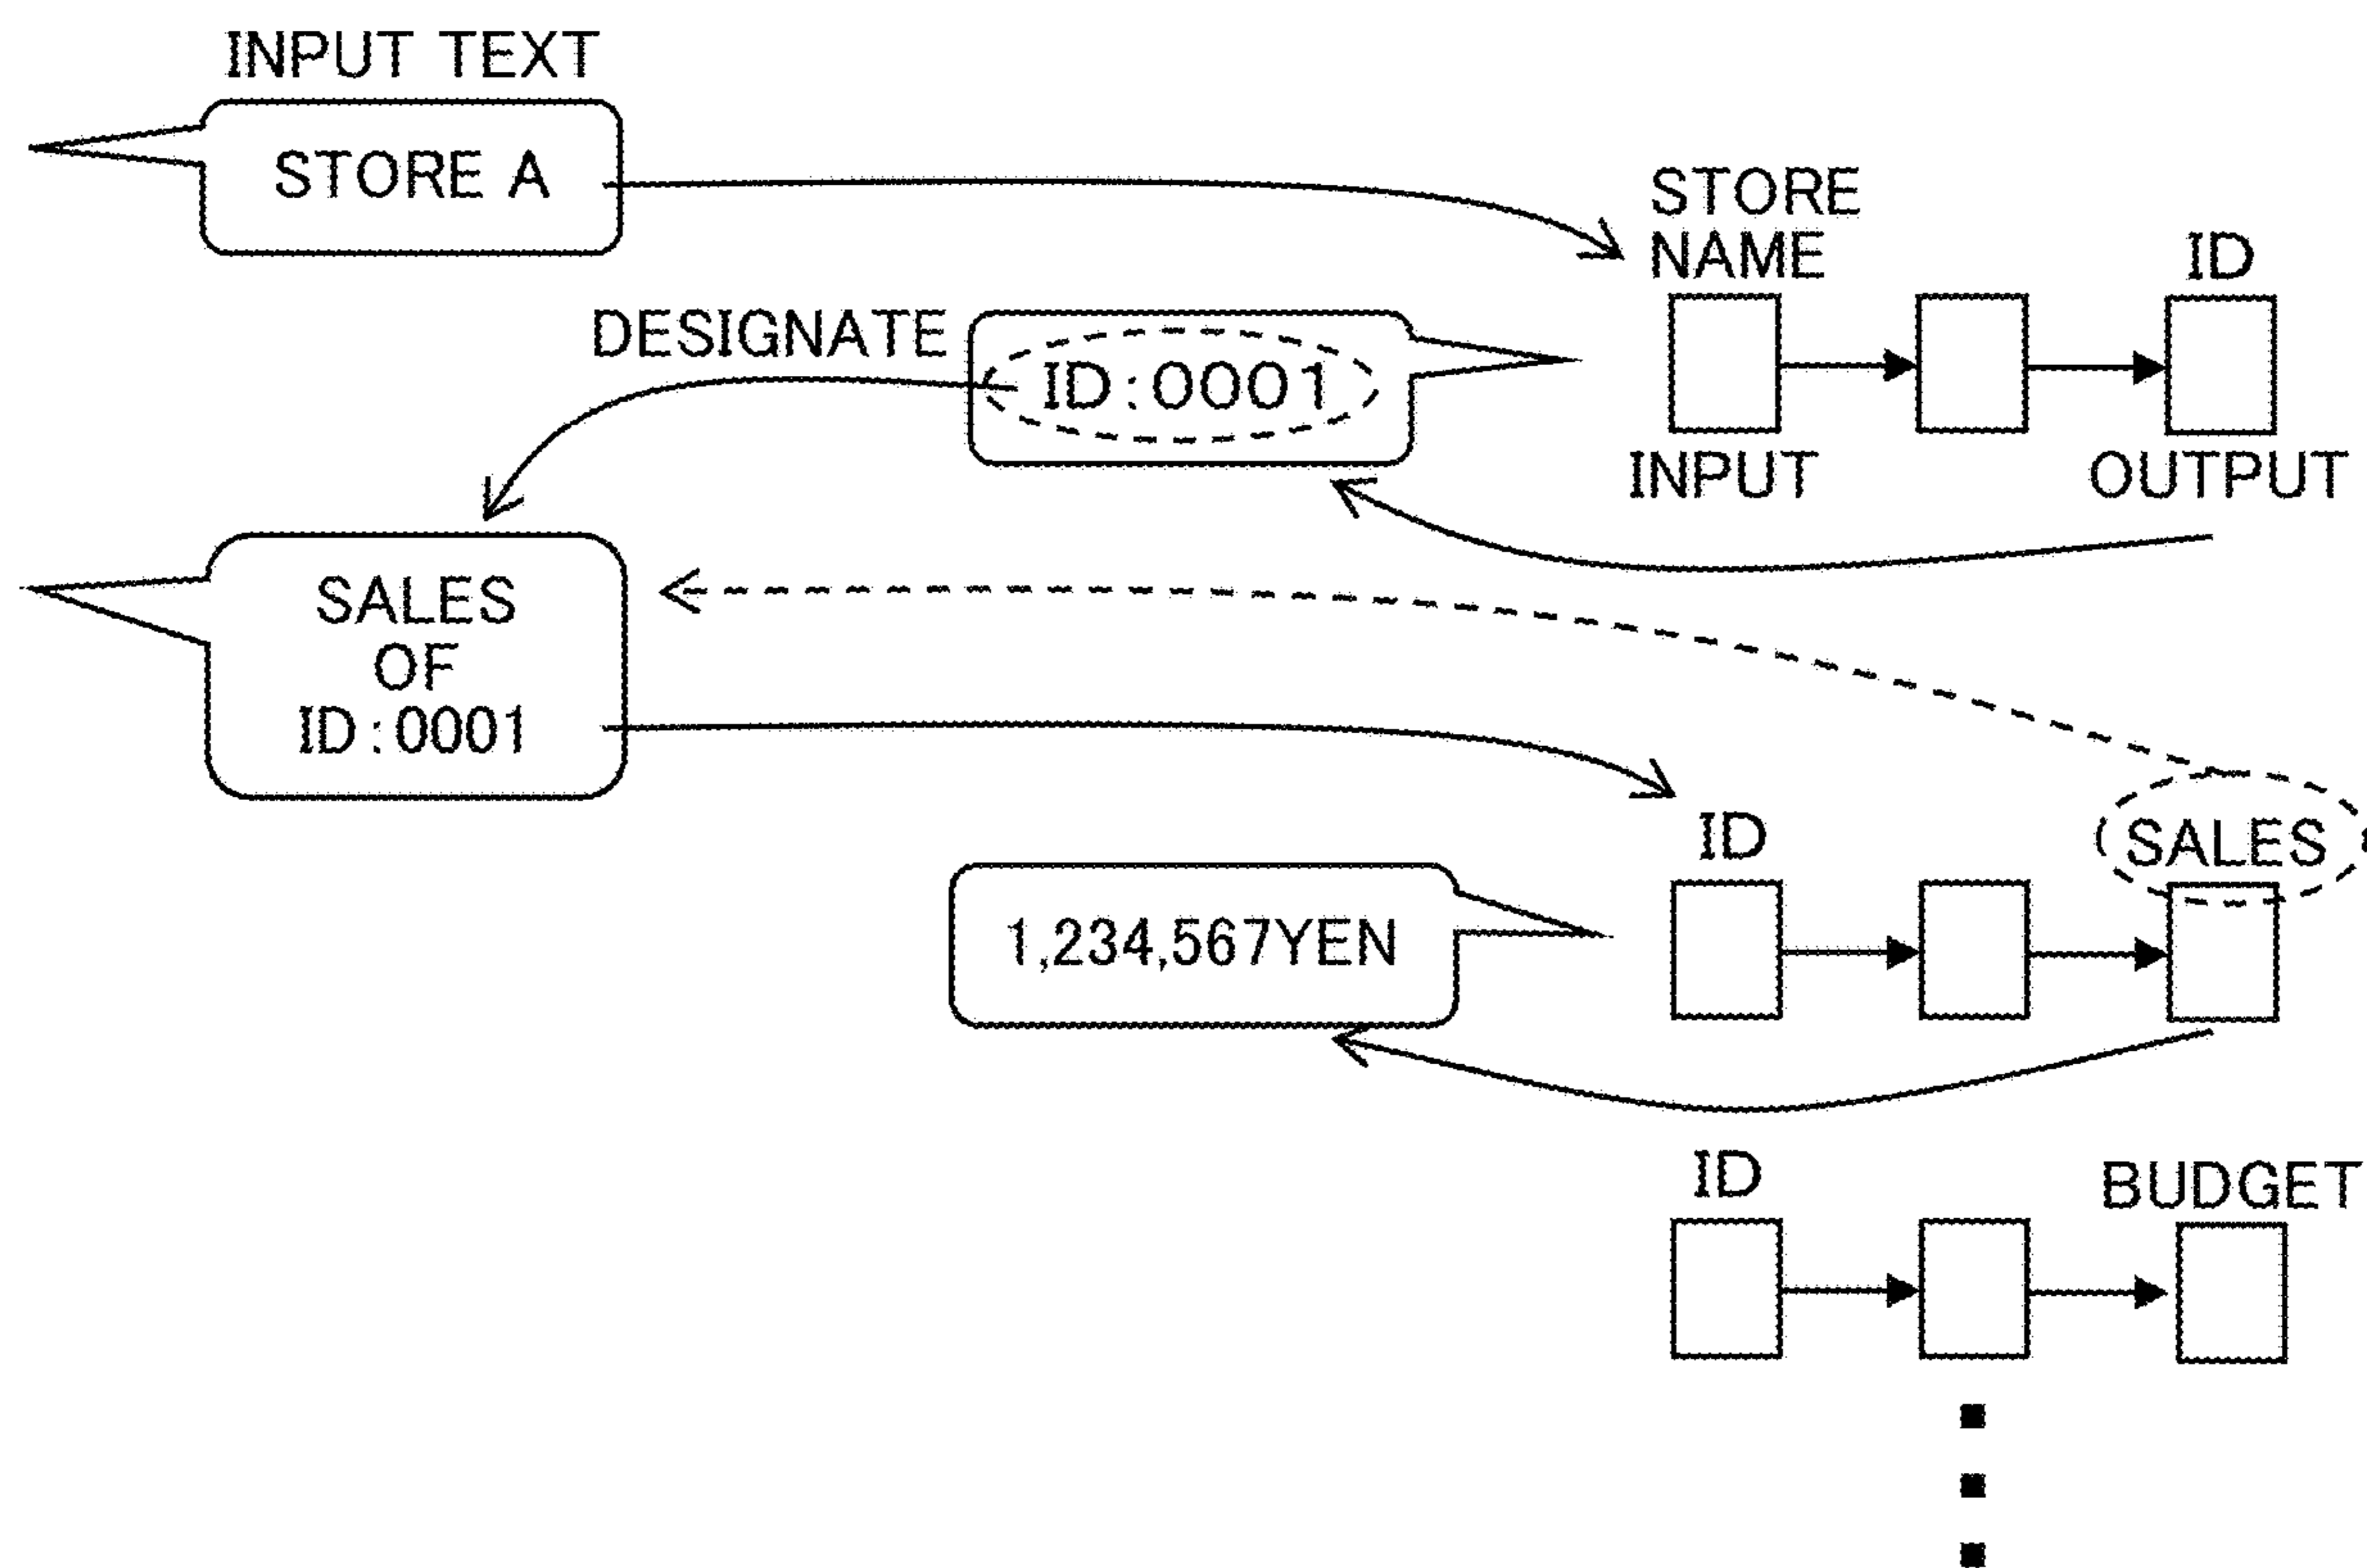 INPUT TEXT
STORE A
STORE
NAME
ID
DESIGNATE
ID:0001
INPUT
OUTPUT
SALES
OF
ID:0001
ID
SALES
1,234,567YEN
ID
BUDGET